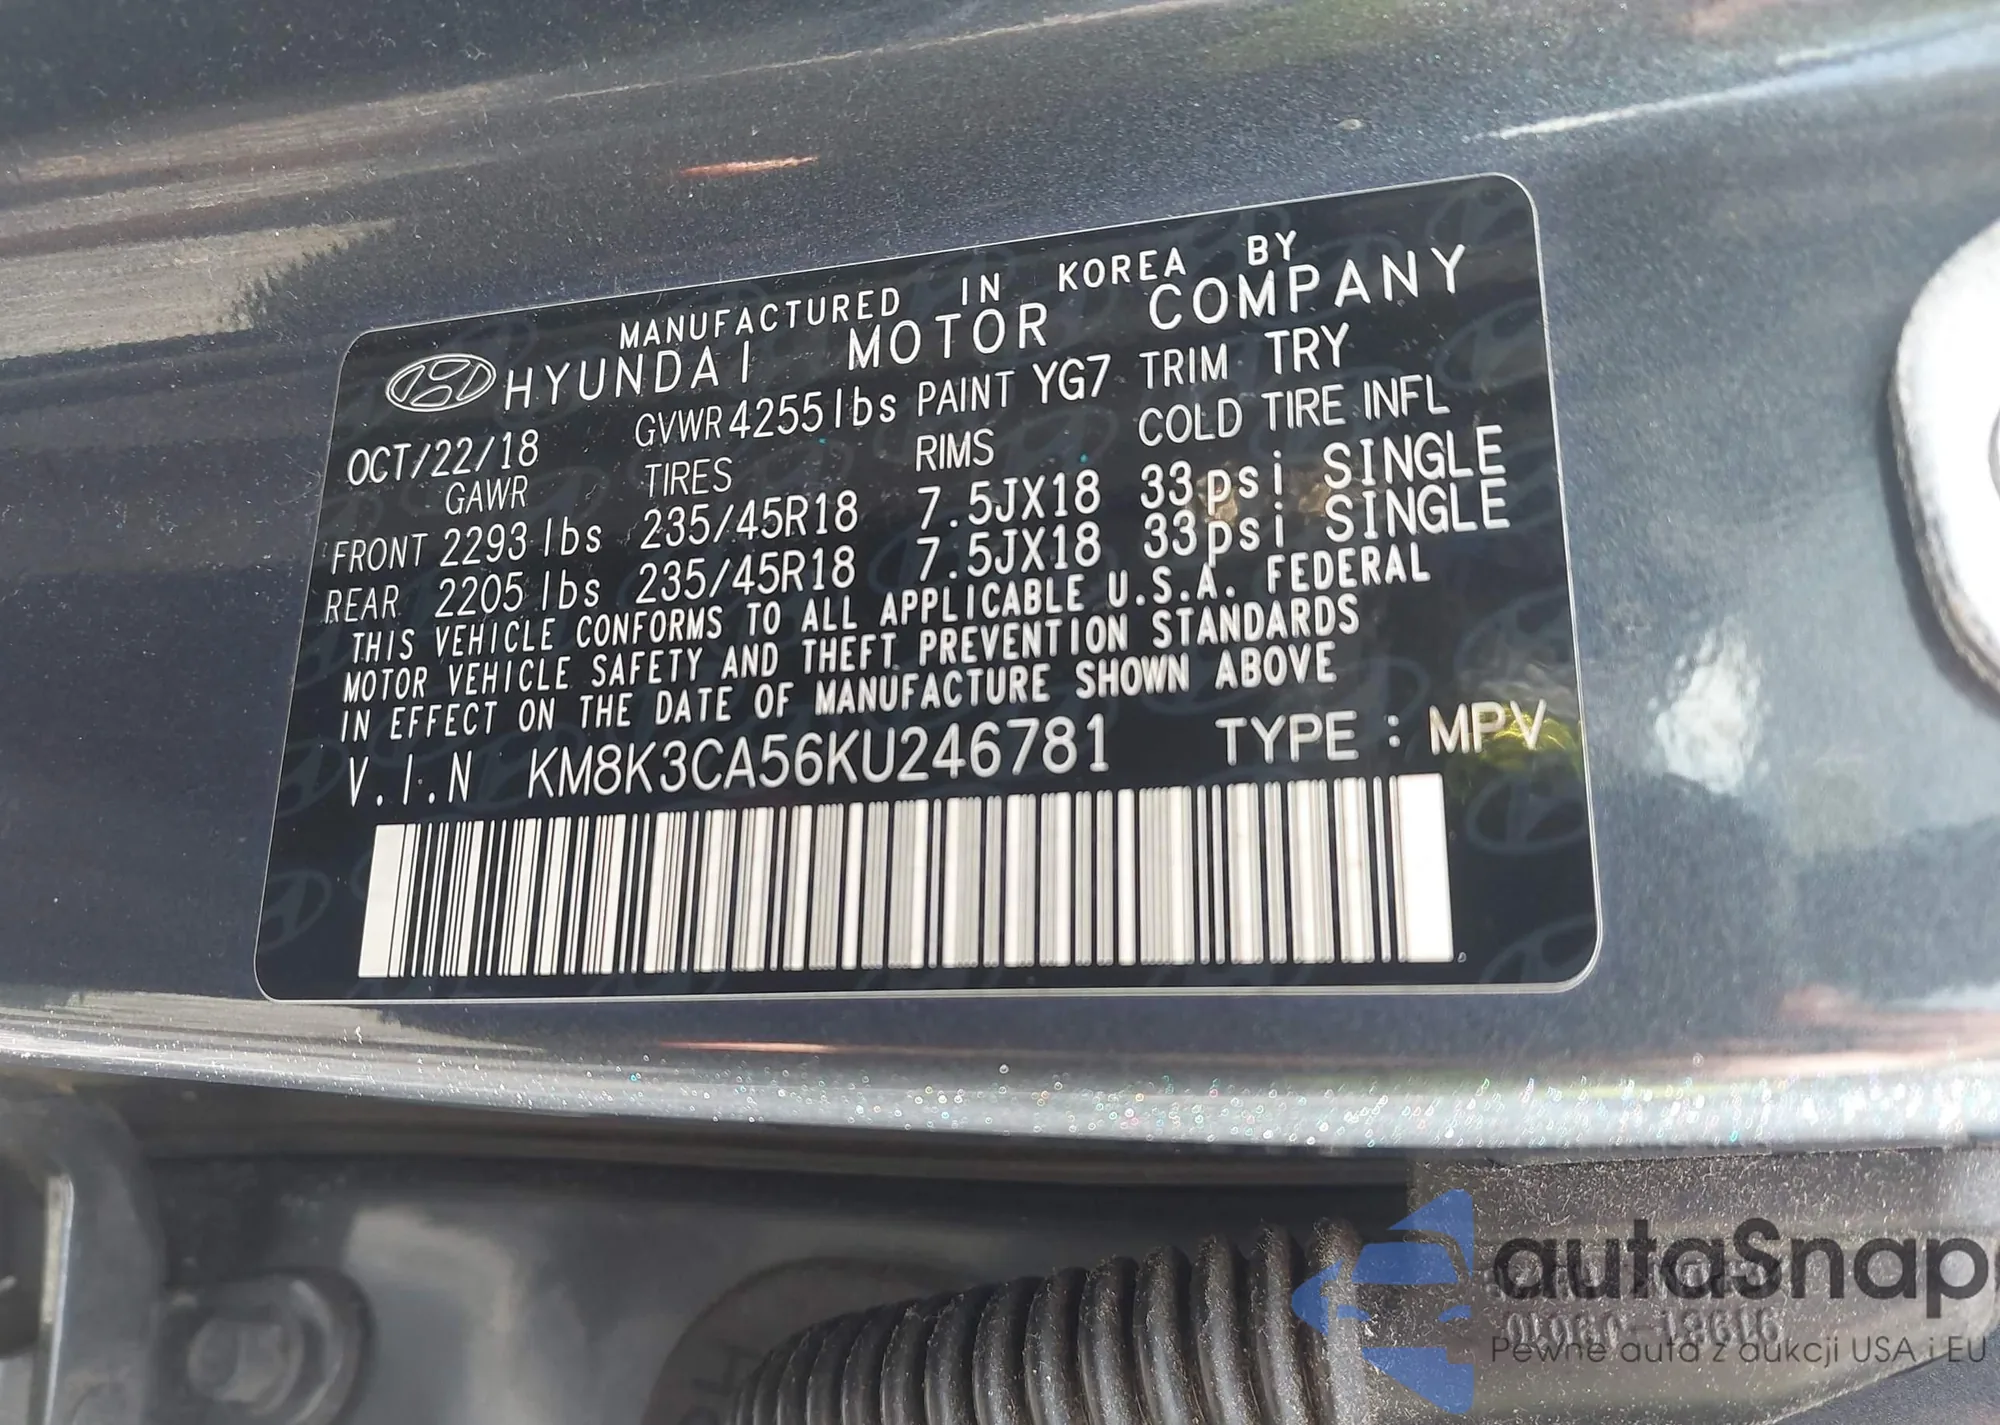 MANUFACTURED IN KOREA BY
HYUNDAI MOTOR COMPANY
OCT/22/18 GVWR 4255lbs PAINT YG7 TRIM TRY
GAWR TIRES RIMS COLD TIRE INFL
FRONT 2293 lbs 235/45R18 7.5JX18 33psi SINGLE
REAR 2205 lbs 235/45R18 7.5JX18 33psi SINGLE
THIS VEHICLE CONFORMS TO ALL APPLICABLE U.S.A. FEDERAL
MOTOR VEHICLE SAFETY AND THEFT PREVENTION STANDARDS
IN EFFECT ON THE DATE OF MANUFACTURE SHOWN ABOVE
V.I.N KM8K3CA56KU246781 TYPE : MPV
autaSnap
Pewne auta z aukcji USA i EU